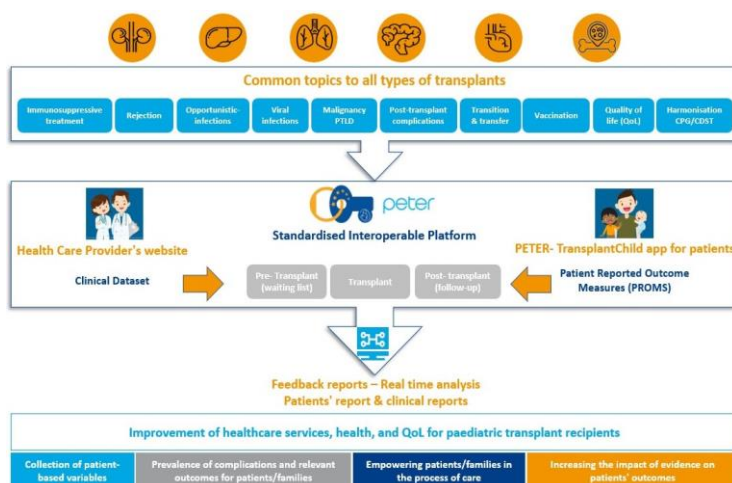 Common topics to all types of transplants
Immunosuppressive
treatment
Rejection
Opportunistic-
infections
Viral
infections
Malignancy
PTLD
Post-transplant
complications
Transition
& transfer
Vaccination
Quality of
life (QoL)
Harmonisation
CPG/CDST
peter
Standardised Interoperable Platform
Health Care Provider's website
Clinical Dataset
Pre- Transplant
(waiting list)
Transplant
Post- transplant
(follow-up)
PETER- TransplantChild app for patients
Patient Reported Outcome
Measures (PROMS)
Feedback reports – Real time analysis
Patients' report & clinical reports
Improvement of healthcare services, health, and QoL for paediatric transplant recipients
Collection of patient-
based variables
Prevalence of complications and relevant
outcomes for patients/families
Empowering patients/families in
the process of care
Increasing the impact of evidence on
patients' outcomes